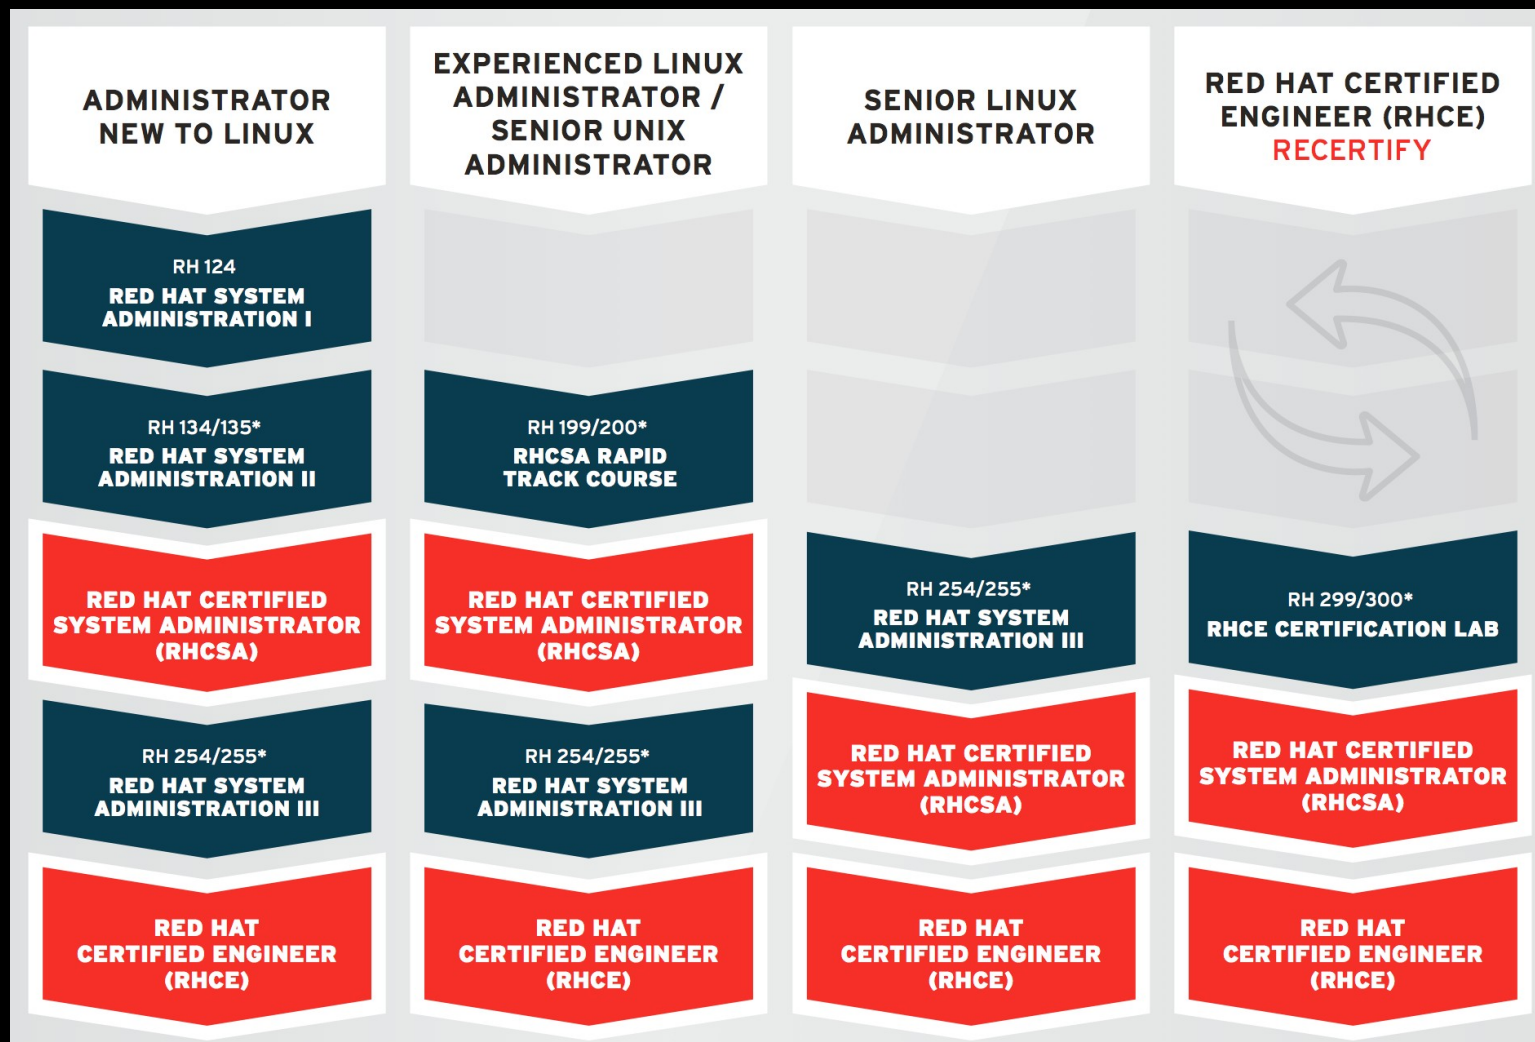 ADMINISTRATOR
NEW TO LINUX
RH 124
RED HAT SYSTEM
ADMINISTRATION I
RH 134/135*
RED HAT SYSTEM
ADMINISTRATION II
RED HAT CERTIFIED
SYSTEM ADMINISTRATOR
(RHCSA)
RH 254/255*
RED HAT SYSTEM
ADMINISTRATION III
RED HAT
CERTIFIED ENGINEER
(RHCE)
EXPERIENCED LINUX
ADMINISTRATOR /
SENIOR UNIX
ADMINISTRATOR
RH 199/200*
RHCSA RAPID
TRACK COURSE
RED HAT CERTIFIED
SYSTEM ADMINISTRATOR
(RHCSA)
RH 254/255*
RED HAT SYSTEM
ADMINISTRATION III
RED HAT
CERTIFIED ENGINEER
(RHCE)
SENIOR LINUX
ADMINISTRATOR
RH 254/255*
RED HAT SYSTEM
ADMINISTRATION III
RED HAT CERTIFIED
SYSTEM ADMINISTRATOR
(RHCSA)
RED HAT
CERTIFIED ENGINEER
(RHCE)
RED HAT CERTIFIED
ENGINEER (RHCE)
RECERTIFY
RH 299/300*
RHCE CERTIFICATION LAB
RED HAT CERTIFIED
SYSTEM ADMINISTRATOR
(RHCSA)
RED HAT
CERTIFIED ENGINEER
(RHCE)